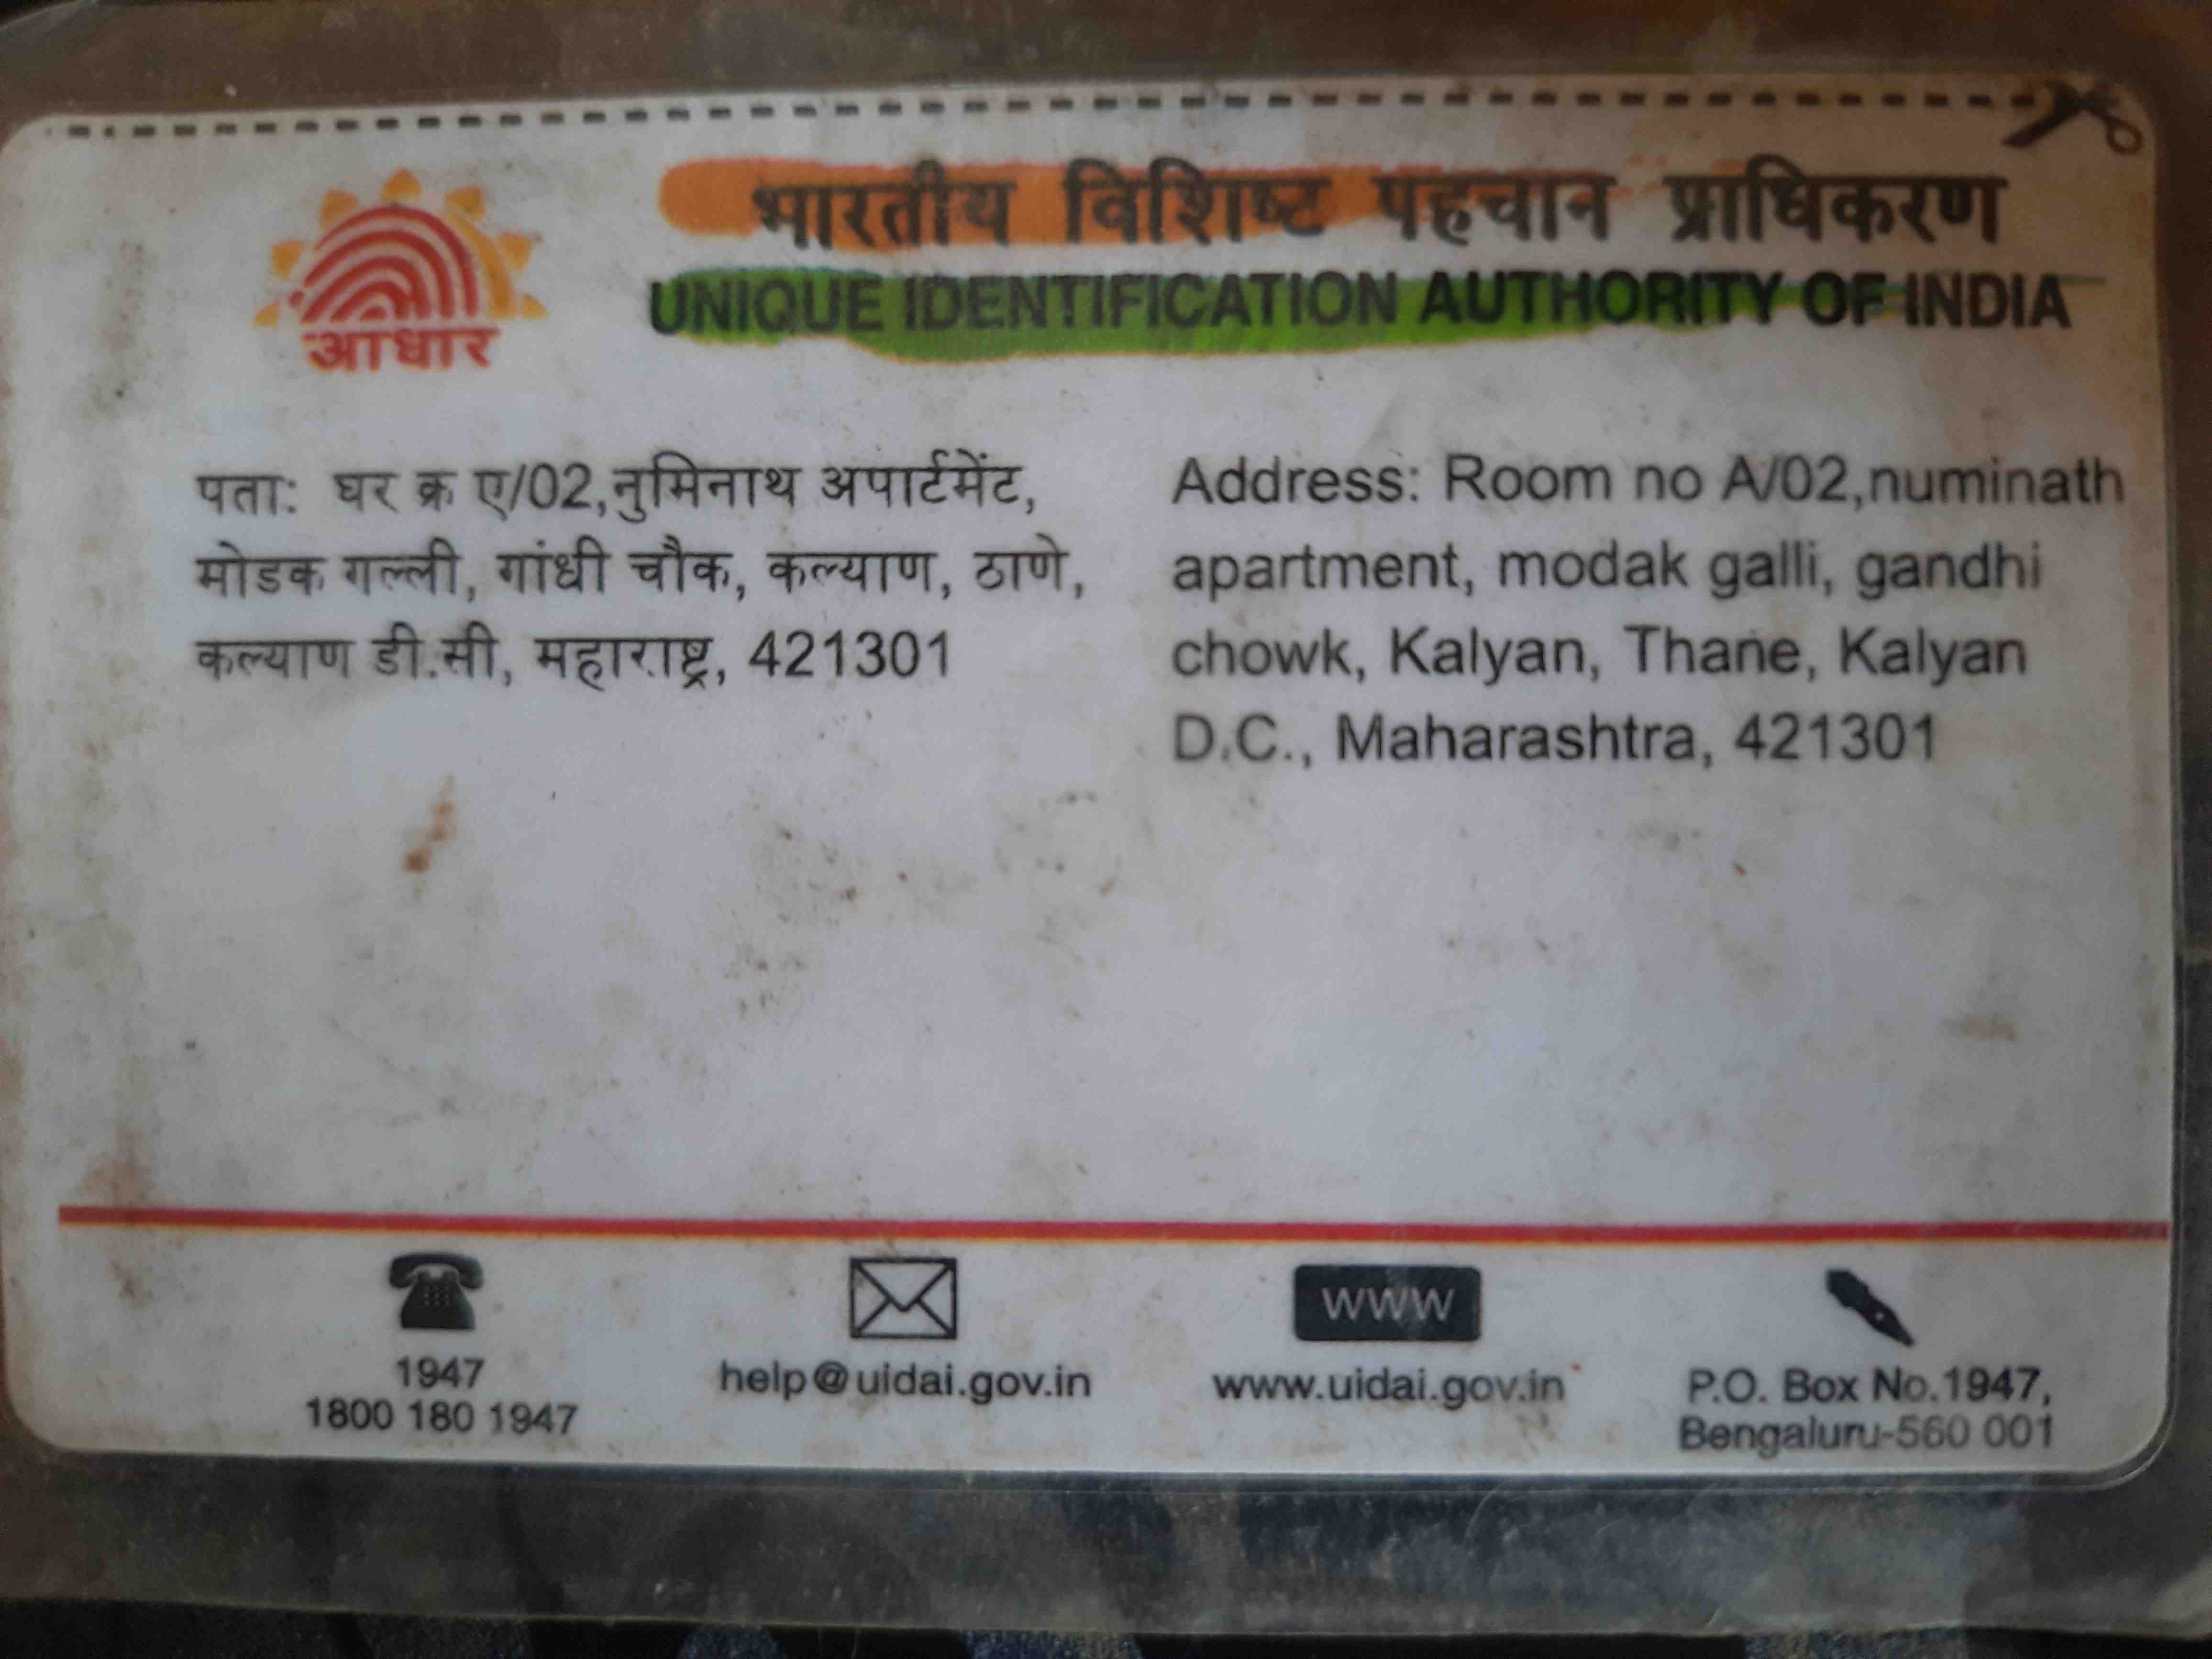 भारतीय विशिष्ट पहचान प्राधिकरण
UNIQUE IDENTIFICATION AUTHORITY OF INDIA
आधार
पता: घर क्र ए/02,नुमिनाथ अपार्टमेंट,
मोडक गल्ली, गांधी चौक, कल्याण, ठाणे,
कल्याण डी.सी, महाराष्ट्र, 421301
Address: Room no A/02,numinath
apartment, modak galli, gandhi
chowk, Kalyan, Thane, Kalyan
D.C., Maharashtra, 421301
1947
1800 180 1947
help@uidai.gov.in
www
www.uidai.gov.in
P.O. Box No.1947,
Bengaluru-560 001